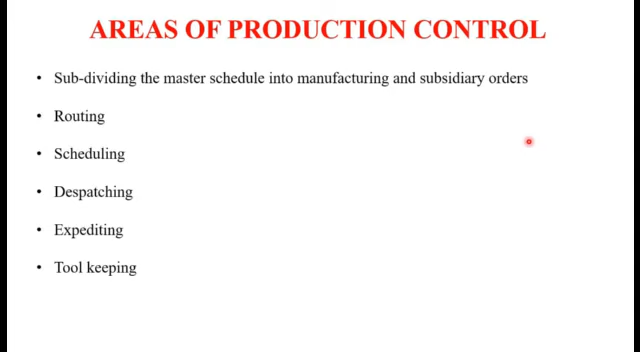 AREAS OF PRODUCTION CONTROL
• Sub-dividing the master schedule into manufacturing and subsidiary orders
• Routing
• Scheduling
• Despatching
• Expediting
• Tool keeping